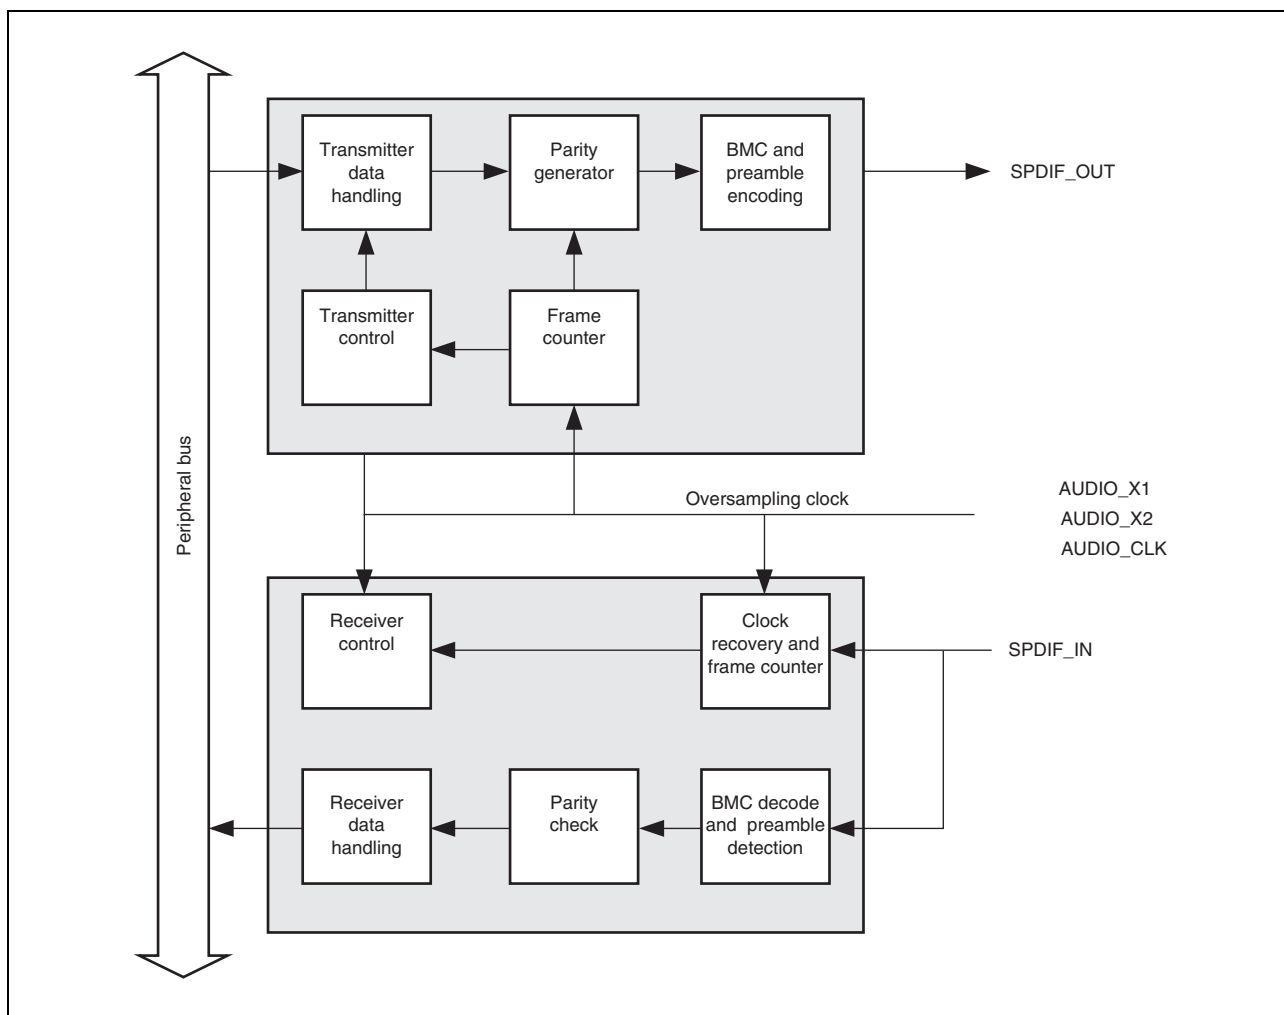 Transmitter
data
handling
Parity
generator
BMC and
preamble
encoding
SPDIF_OUT
Transmitter
control
Frame
counter
Peripheral bus
Oversampling clock
AUDIO_X1
AUDIO_X2
AUDIO_CLK
Receiver
control
Clock
recovery and
frame counter
SPDIF_IN
Receiver
data
handling
Parity
check
BMC decode
and preamble
detection